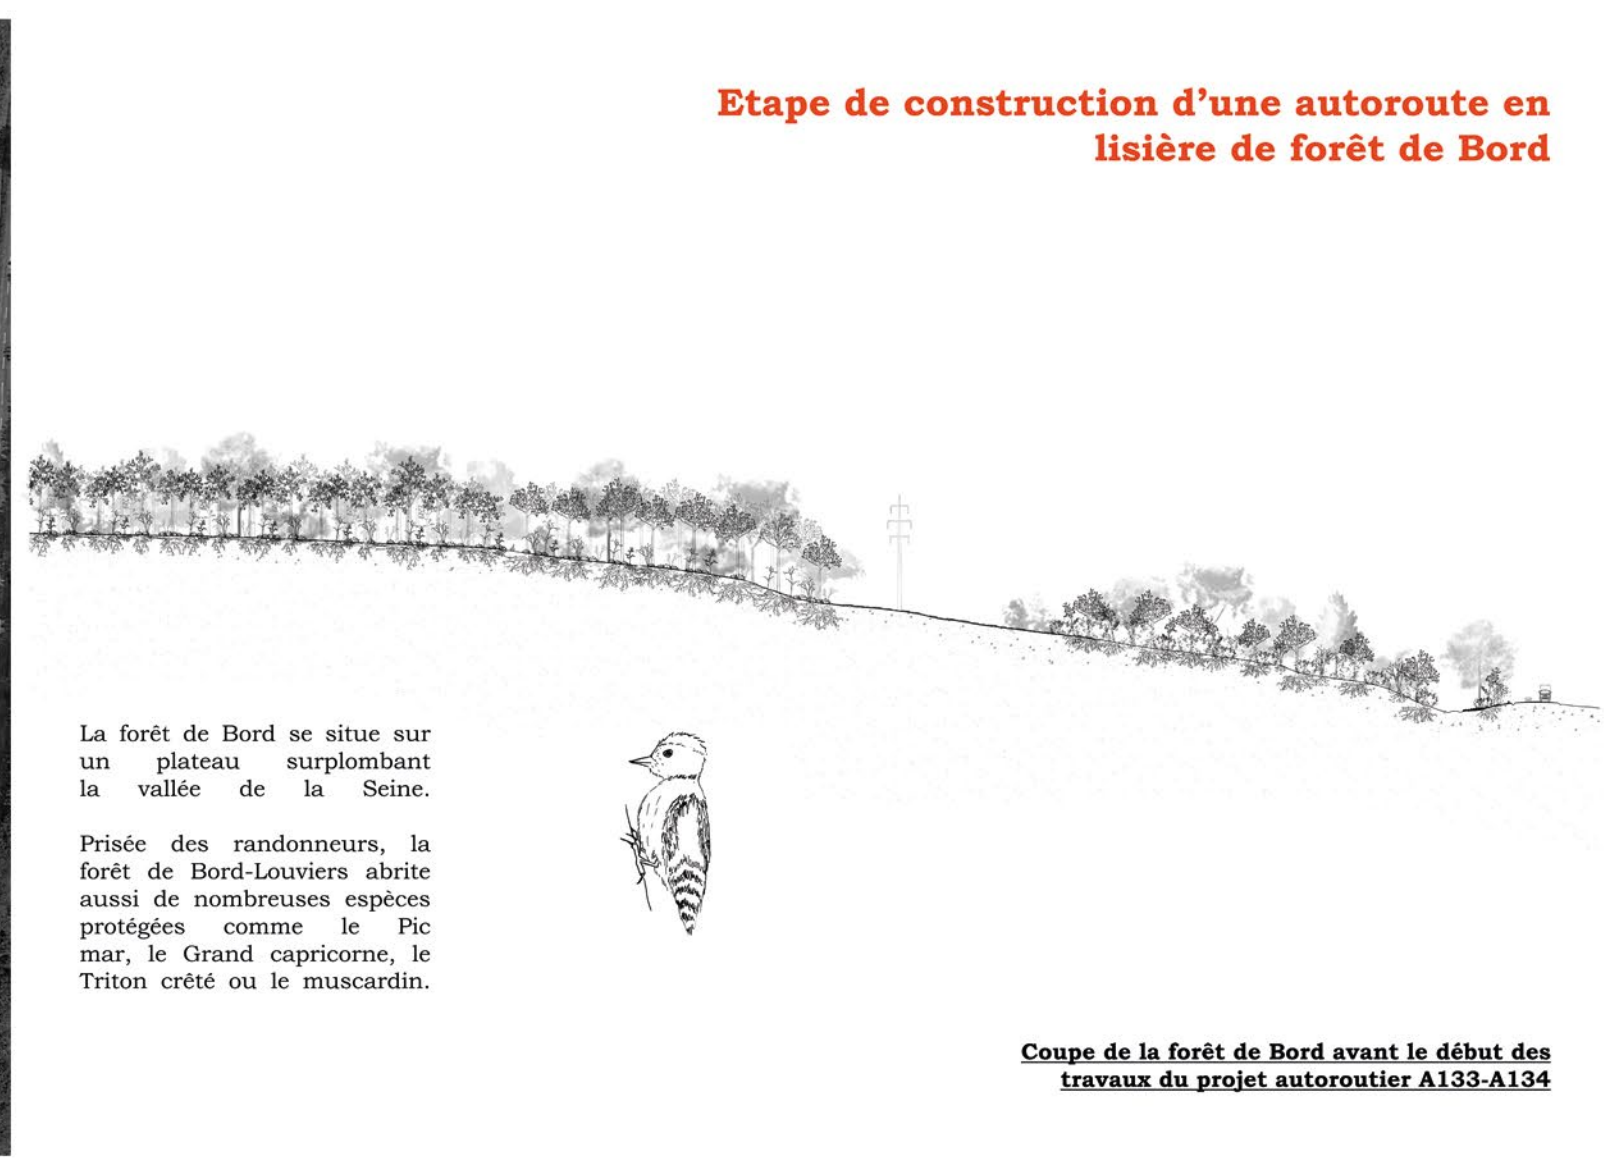 Etape de construction d’une autoroute en
lisière de forêt de Bord
La forêt de Bord se situe sur
un plateau surplombant
la vallée de la Seine.
Prisée des randonneurs, la
forêt de Bord-Louviers abrite
aussi de nombreuses espèces
protégées comme le Pic
mar, le Grand capricorne, le
Triton crêté ou le muscardin.
Coupe de la forêt de Bord avant le début des
travaux du projet autoroutier A133-A134